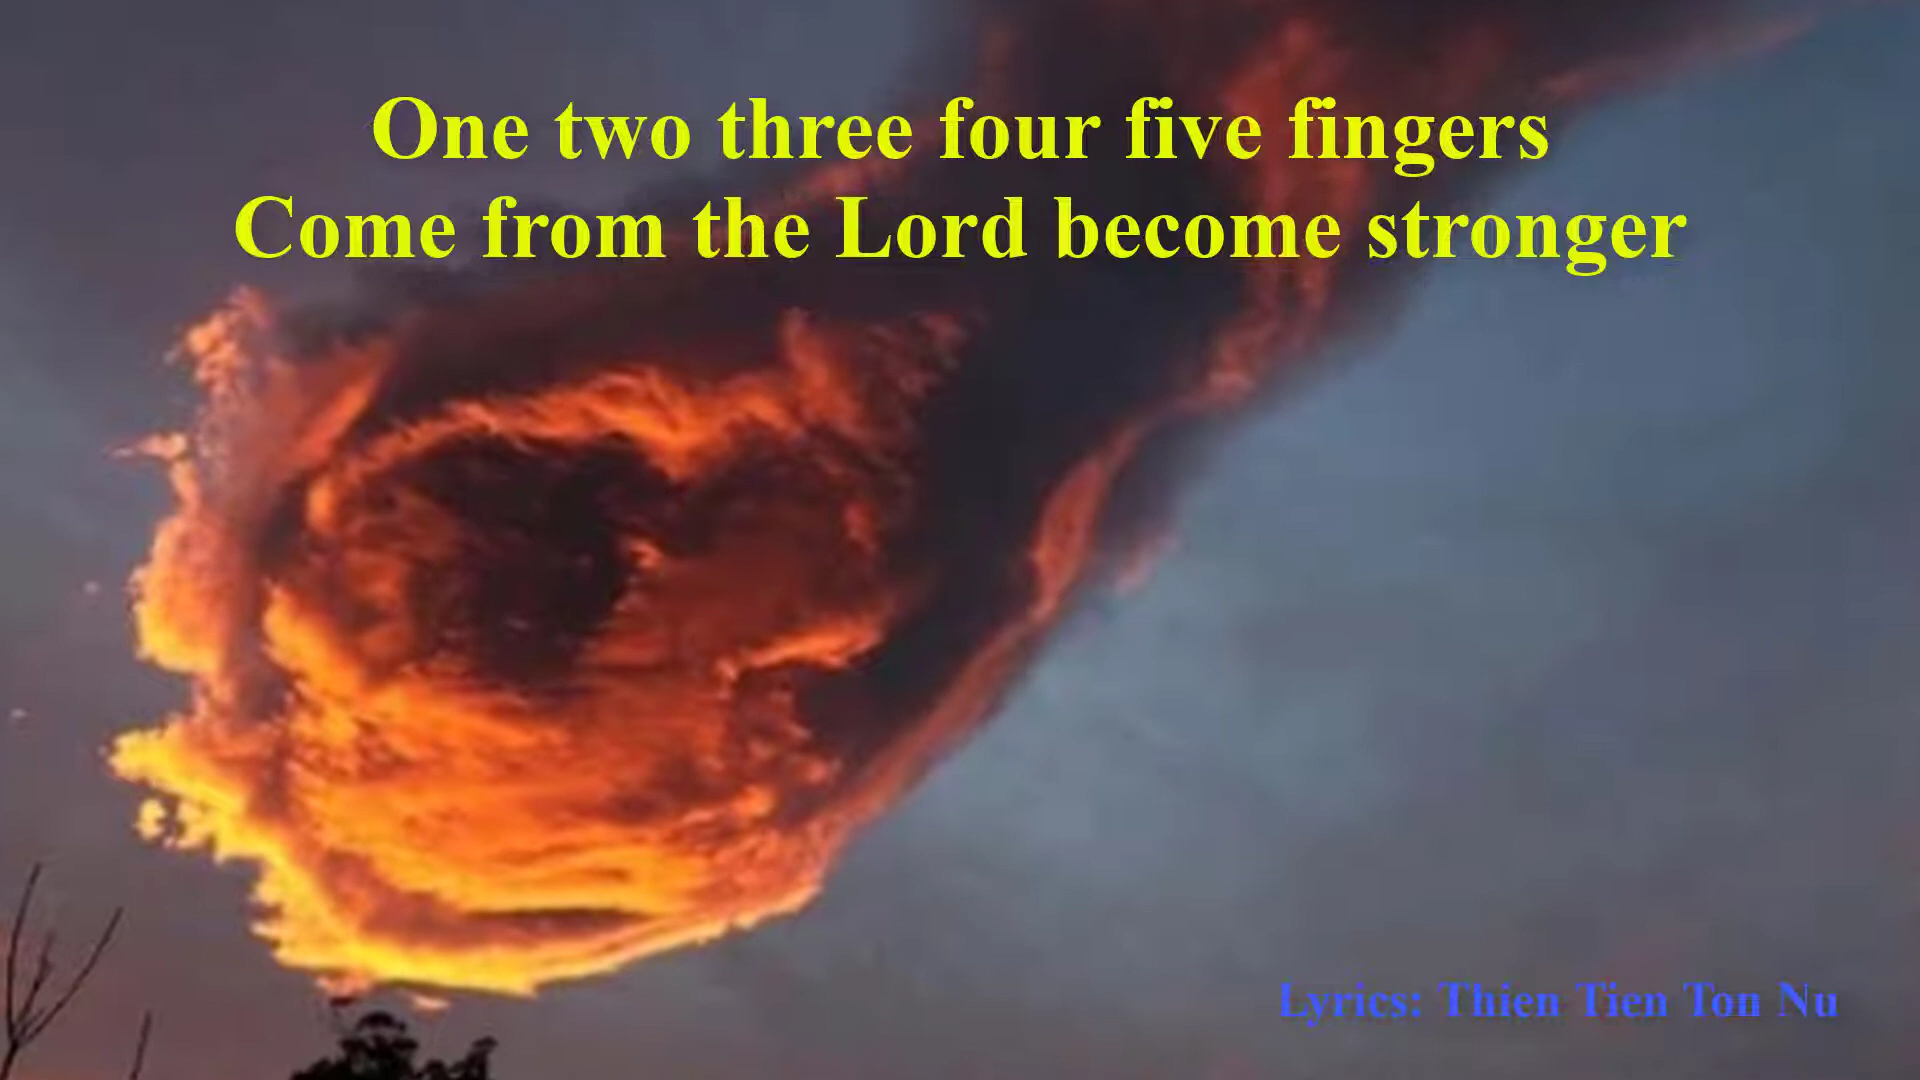 One two three four five fingers
Come from the Lord become stronger
Lyrics: Thien Tien Ton Nu